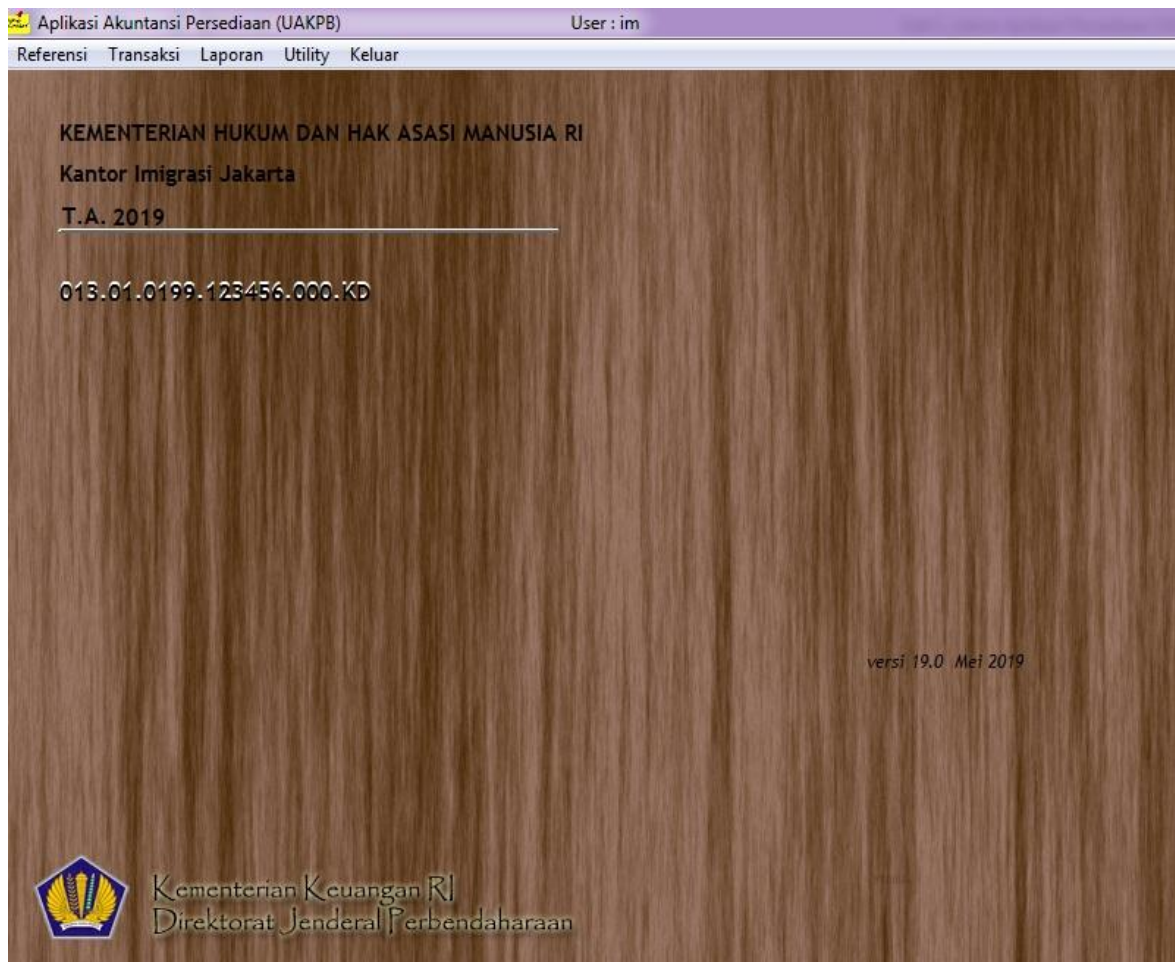 Aplikasi Akuntansi Persediaan (UAKPB) User : im
Referensi Transaksi Laporan Utility Keluar
KEMENTERIAN HUKUM DAN HAK ASASI MANUSIA RI
Kantor Imigrasi Jakarta
T.A. 2019
013.01.0199.123456.000.KD
versi 19.0 Mei 2019
Kementerian Keuangan RI
Direktorat Jenderal Perbendaharaan